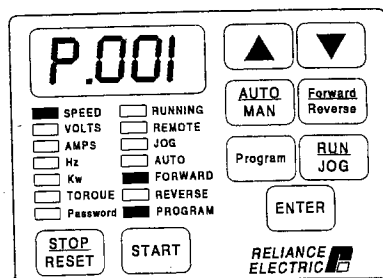 P.001
SPEED
RUNNING
VOLTS
REMOTE
AMPS
JOG
Hz
AUTO
Kw
FORWARD
TORQUE
REVERSE
Password
PROGRAM
AUTO
MAN
Forward
Reverse
Program
RUN
JOG
ENTER
STOP
RESET
START
RELIANCE
ELECTRIC